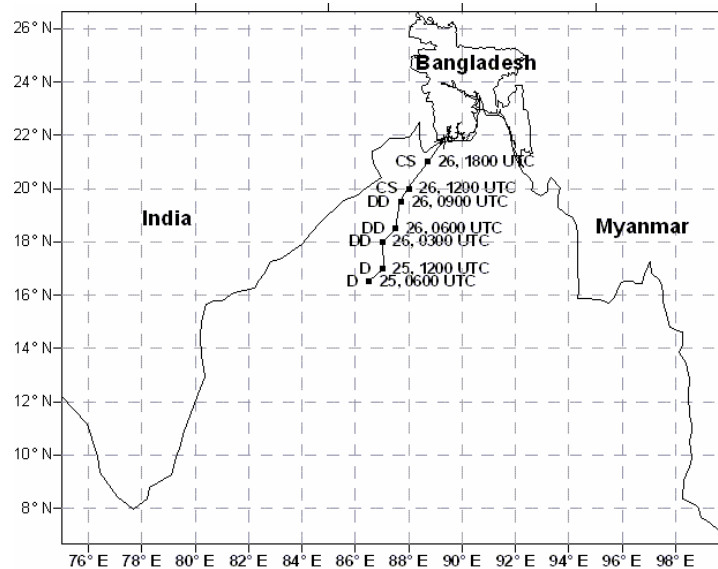 26° N
Bangladesh
24° N
22° N
CS 26, 1800 UTC
20° N
CS 26, 1200 UTC
DD 26, 0900 UTC
India
DD 26, 0600 UTC
Myanmar
18° N
DD 26, 0300 UTC
D 25, 1200 UTC
D 25, 0600 UTC
16° N
14° N
12° N
10° N
8° N
76° E 78° E 80° E 82° E 84° E 86° E 88° E 90° E 92° E 94° E 96° E 98° E